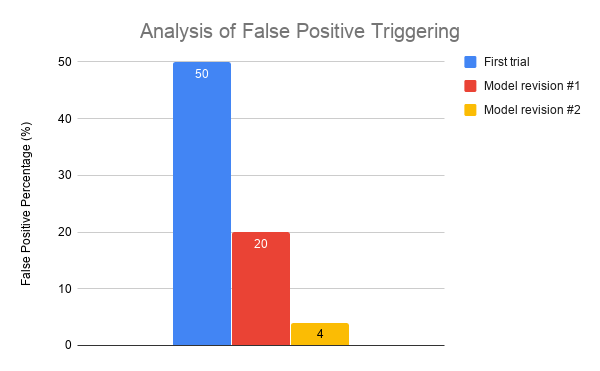 Analysis of False Positive Triggering
First trial
Model revision #1
Model revision #2
False Positive Percentage (%)
50
40
30
20
10
0
50
20
4